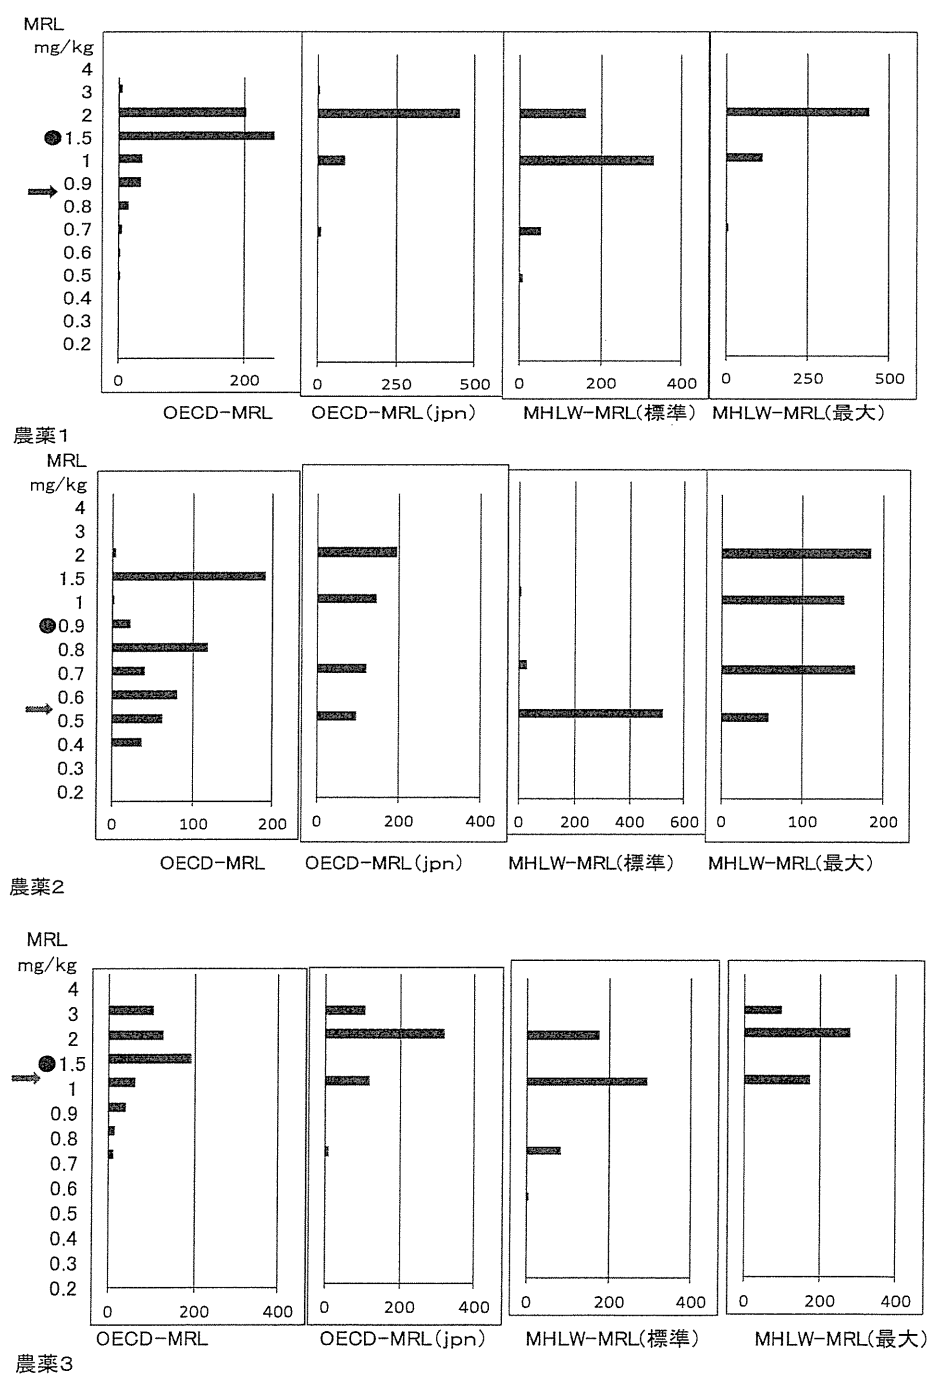 MRL
mg/kg
4
3
2
1.5
1
0.9
0.8
0.7
0.6
0.5
0.4
0.3
0.2
0 200
0 250 500
0 200 400
0 250 500
OECD-MRL OECD-MRL(jpn) MHLW-MRL(標準) MHLW-MRL(最大)
農薬1
MRL
mg/kg
4
3
2
1.5
1
0.9
0.8
0.7
0.6
0.5
0.4
0.3
0.2
0 100 200
0 200 400
0 200 400 600
0 100 200
OECD-MRL OECD-MRL(jpn) MHLW-MRL(標準) MHLW-MRL(最大)
農薬2
MRL
mg/kg
4
3
2
1.5
1
0.9
0.8
0.7
0.6
0.5
0.4
0.3
0.2
0 200 400
0 200 400
0 200 400
0 200 400
OECD-MRL OECD-MRL(jpn) MHLW-MRL(標準) MHLW-MRL(最大)
農薬3